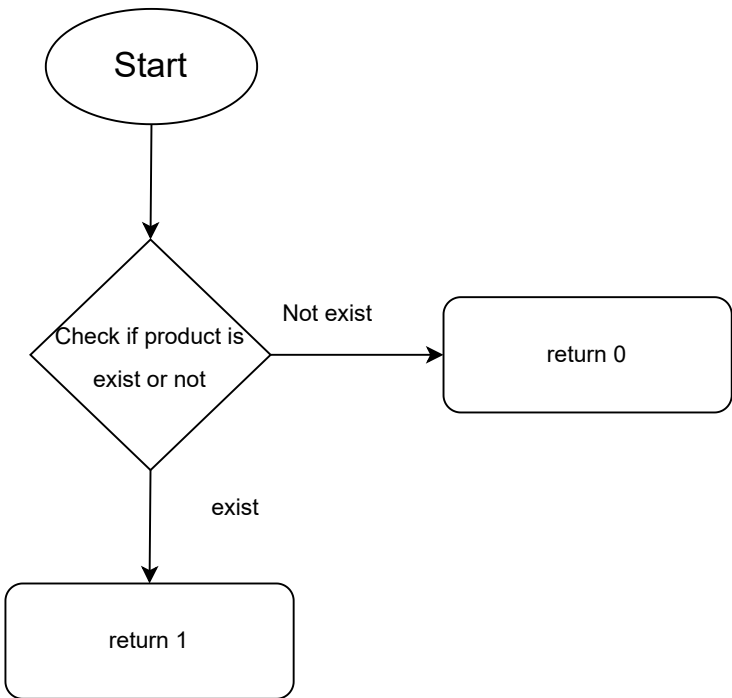 Start
Check if product is
exist or not
Not exist
return 0
exist
return 1